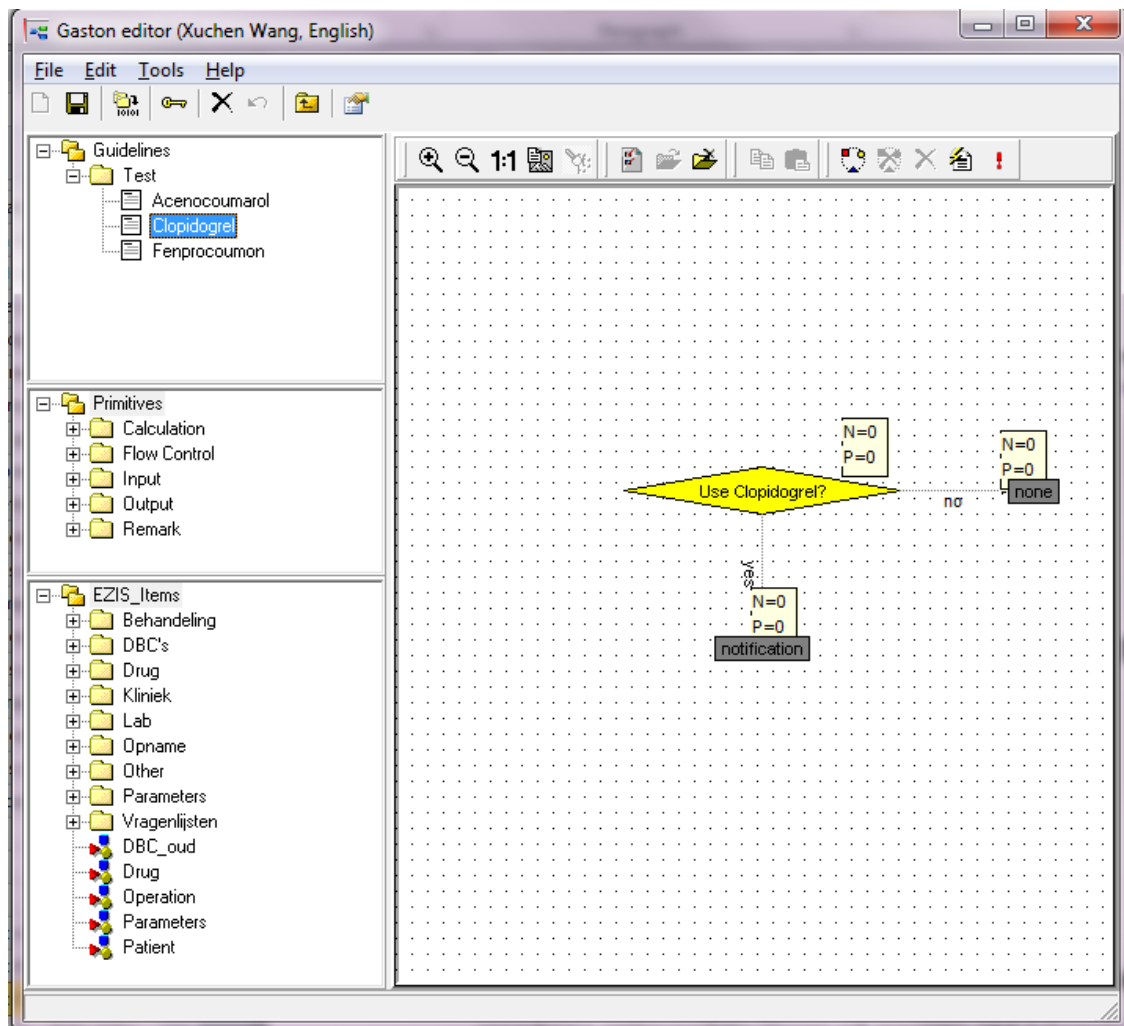 Gaston editor (Xuchen Wang, English)
File Edit Tools Help
Guidelines
Test
Acenocoumarol
Clopidogrel
Fenprocoumon
Primitives
Calculation
Flow Control
Input
Output
Remark
EZIS_Items
Behandeling
DBC's
Drug
Kliniek
Lab
Opname
Other
Parameters
Vragenlijsten
DBC_oud
Drug
Operation
Parameters
Patient
1:1
N=0
P=0
N=0
P=0
Use Clopidogrel?
no
none
yes
N=0
P=0
notification